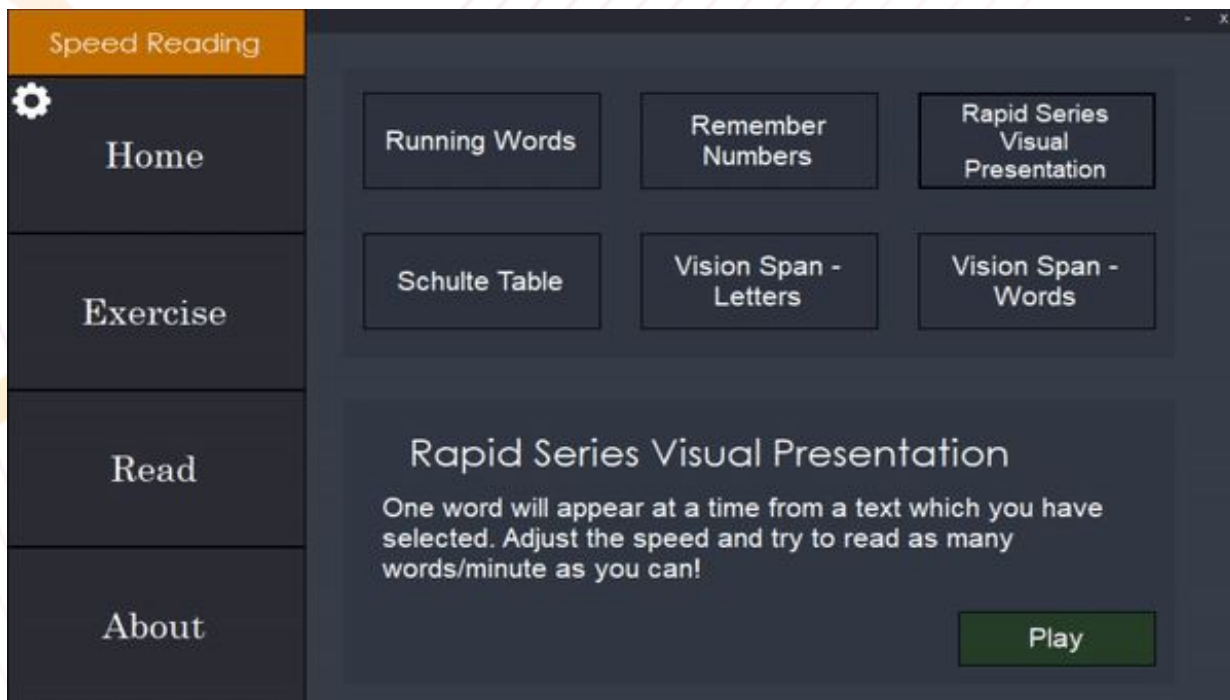 Speed Reading
- x
Home
Exercise
Read
About
Running Words
Remember
Numbers
Rapid Series
Visual
Presentation
Schulte Table
Vision Span -
Letters
Vision Span -
Words
Rapid Series Visual Presentation
One word will appear at a time from a text which you have
selected. Adjust the speed and try to read as many
words/minute as you can!
Play